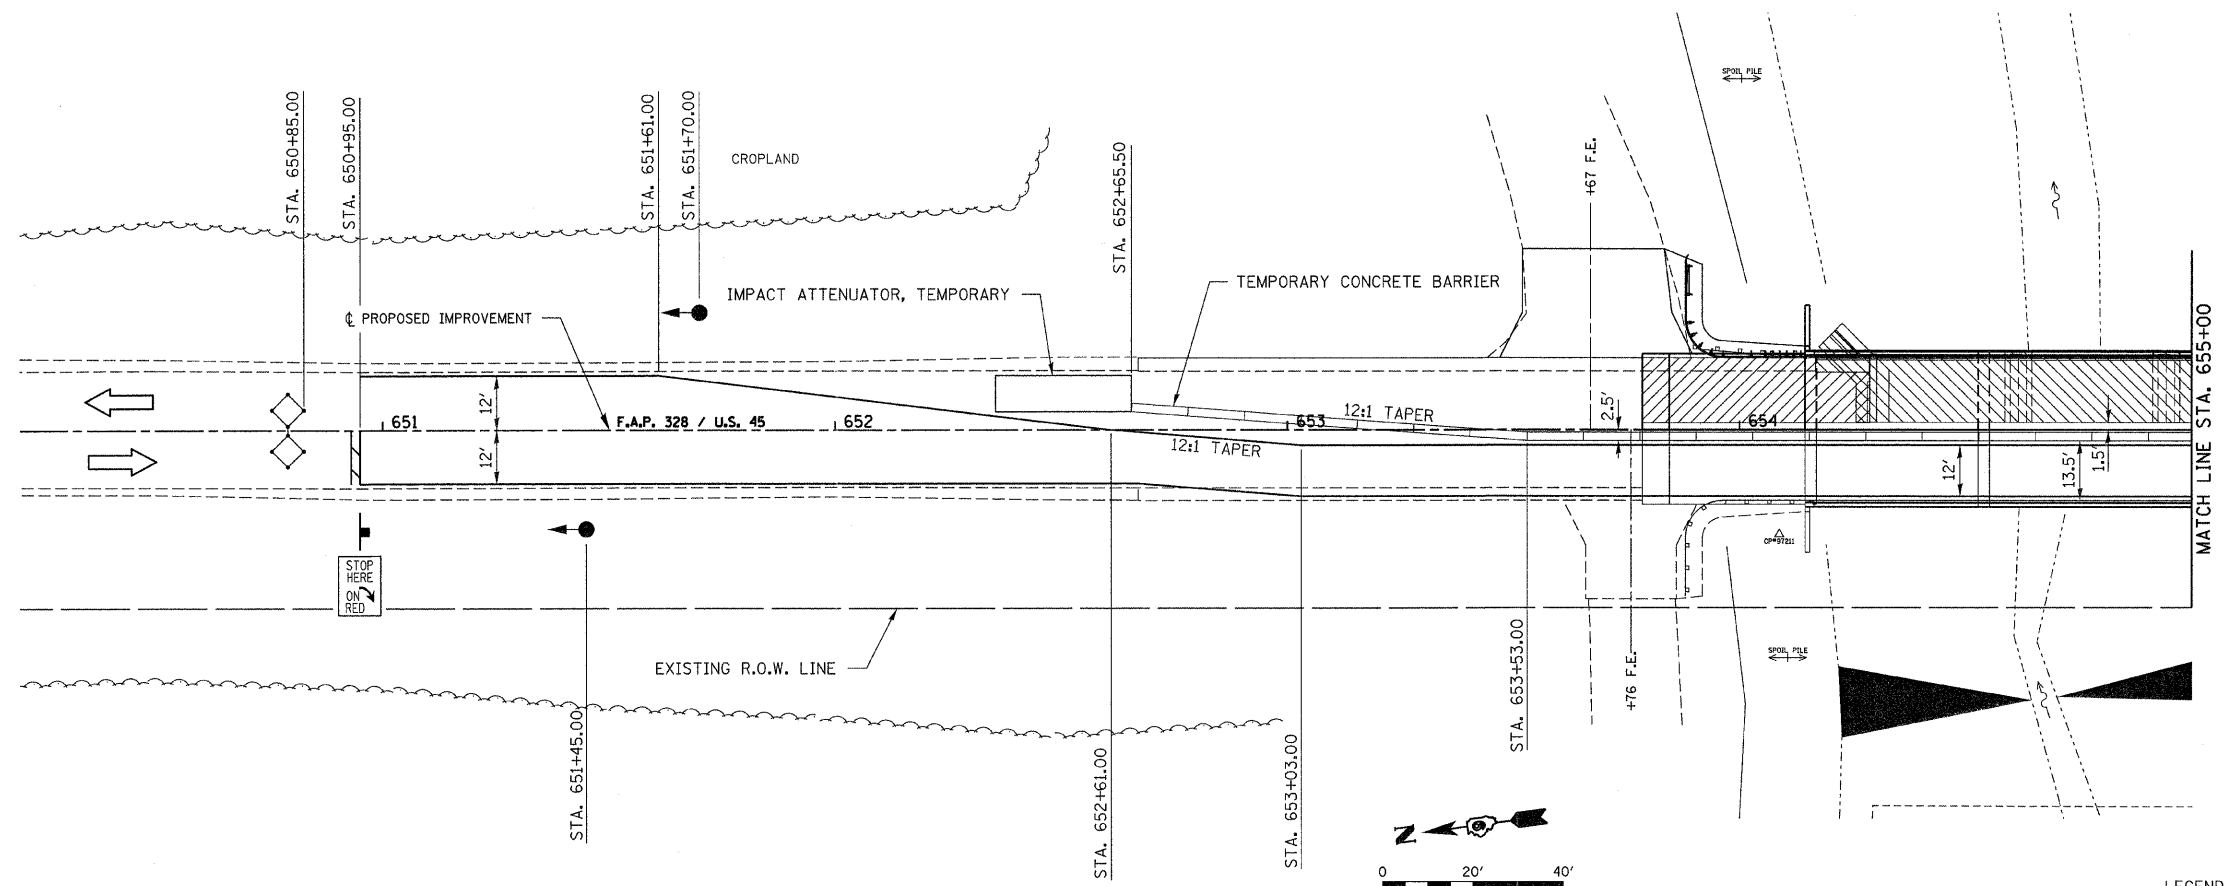 STA. 650+85.00
STA. 650+95.00
STA. 651+61.00
STA. 651+70.00
CROPLAND
STA. 652+65.50
+67 F.E.
SPOIL PILE
IMPACT ATTENUATOR, TEMPORARY
TEMPORARY CONCRETE BARRIER
℄ PROPOSED IMPROVEMENT
MATCH LINE STA. 655+00
12'
651
F.A.P. 328 / U.S. 45
652
653
12:1 TAPER
2.5'
654
12'
12:1 TAPER
12'
13.5'
1.5'
CP#97211
STOP
HERE
ON
RED
EXISTING R.O.W. LINE
SPOIL PILE
STA. 651+45.00
STA. 652+61.00
STA. 653+03.00
STA. 653+53.00
+76 F.E.
N
0 20' 40'
LEGEND